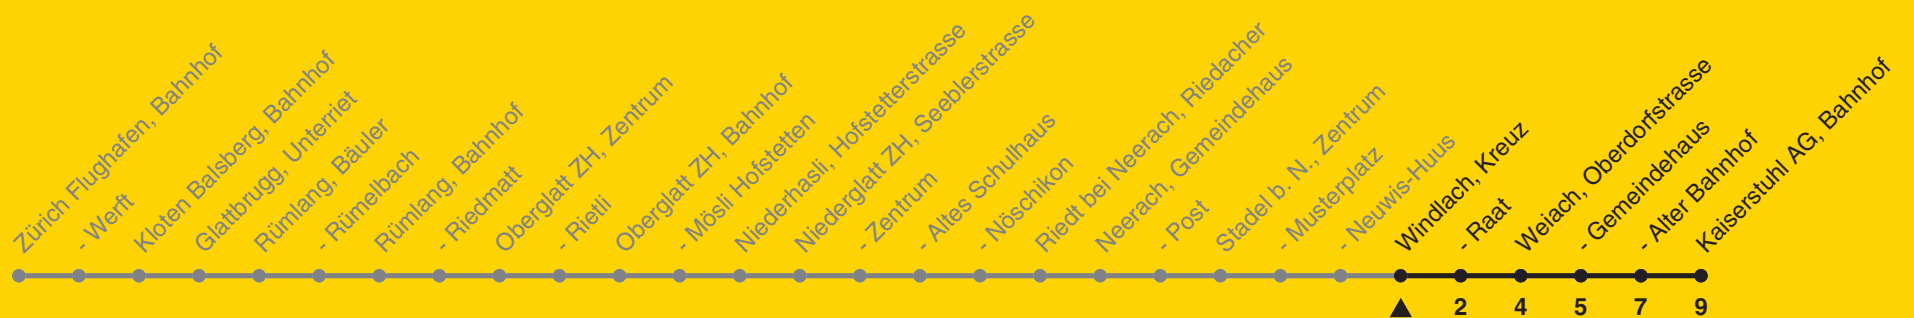 Zürich Flughafen, Bahnhof
- Werft
Kloten Balsberg, Bahnhof
Glattbrugg, Unterriet
Rümlang, Bäuler
- Rümelbach
Rümlang, Bahnhof
- Riedmatt
Oberglatt ZH, Zentrum
- Rietli
Oberglatt ZH, Bahnhof
- Mösli Hofstetten
Niederhasli, Hofstetterstrasse
Niederglatt ZH, Seeblerstrasse
- Zentrum
- Altes Schulhaus
- Nöschikon
Riedt bei Neerach, Riedacher
Neerach, Gemeindehaus
- Post
Stadel b. N., Zentrum
- Musterplatz
- Neuwis-Huus
Windlach, Kreuz
- Raat
Weiach, Oberdorfstrasse
- Gemeindehaus
- Alter Bahnhof
Kaiserstuhl AG, Bahnhof
2 4 5 7 9